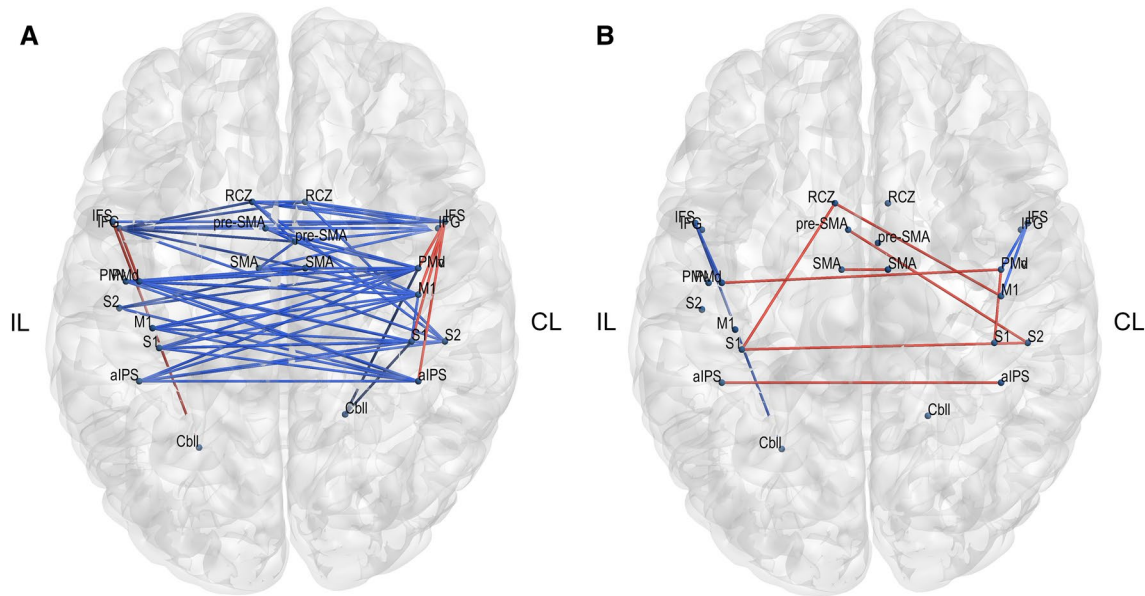 A
RCZ
RCZ
IFS
IFG
IFS
IFG
pre-SMA
pre-SMA
SMA
SMA
PMd
PMd
M1
S2
M1
S1
S1
S2
IL
CL
aIPS
aIPS
Cbll
Cbll
B
RCZ
RCZ
IFS
IFG
IFS
IFG
pre-SMA
pre-SMA
SMA
SMA
PMd
PMd
M1
S2
M1
S1
S1
S2
IL
CL
aIPS
aIPS
Cbll
Cbll